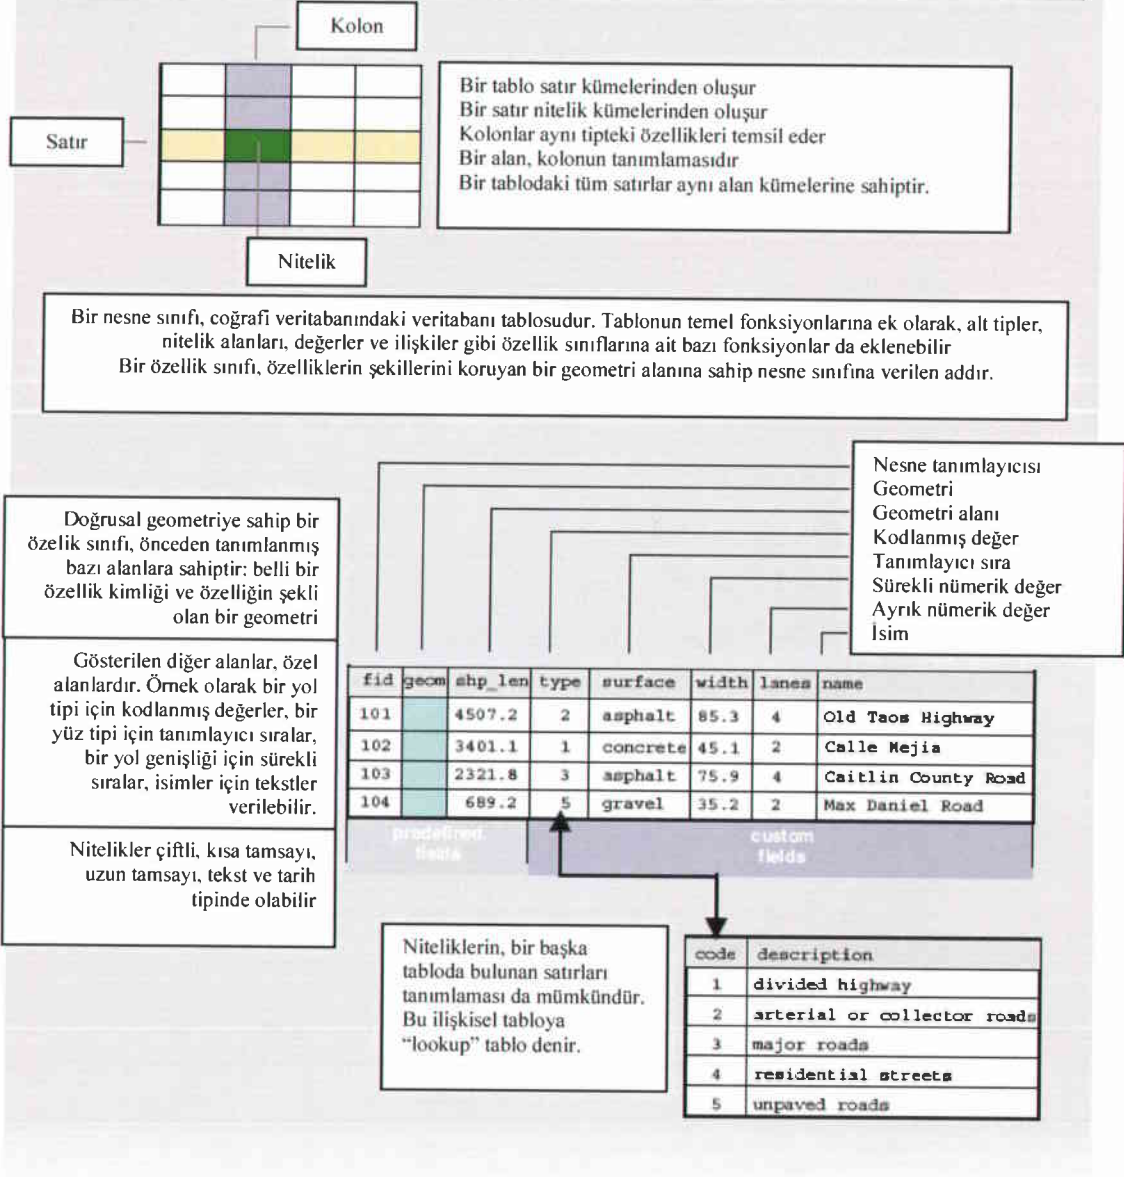 Kolon
Satır
Bir tablo satır kümelerinden oluşur
Bir satır nitelik kümelerinden oluşur
Kolonlar aynı tipteki özellikleri temsil eder
Bir alan, kolonun tanımlamasıdır
Bir tablodaki tüm satırlar aynı alan kümelerine sahiptir.
Nitelik
Bir nesne sınıfı, coğrafi veritabanındaki veritabanı tablosudur. Tablonun temel fonksiyonlarına ek olarak, alt tipler,
nitelik alanları, değerler ve ilişkiler gibi özellik sınıflarına ait bazı fonksiyonlar da eklenebilir
Bir özellik sınıfı, özelliklerin şekillerini koruyan bir geometri alanına sahip nesne sınıfına verilen addır.
Nesne tanımlayıcısı
Geometri
Geometri alanı
Kodlanmış değer
Tanımlayıcı sıra
Sürekli nümerik değer
Ayrık nümerik değer
İsim
Doğrusal geometriye sahip bir
özelik sınıfı, önceden tanımlanmış
bazı alanlara sahiptir: belli bir
özellik kimliği ve özelliğin şekli
olan bir geometri
Gösterilen diğer alanlar, özel
alanlardır. Örnek olarak bir yol
tipi için kodlanmış değerler, bir
yüz tipi için tanımlayıcı sıralar,
bir yol genişliği için sürekli
sıralar, isimler için tekstler
verilebilir.
Nitelikler çiftli, kısa tamsayı,
uzun tamsayı, tekst ve tarih
tipinde olabilir
fid geom shp_len type surface width lanes name
101 4507.2 2 asphalt 85.3 4 Old Taos Highway
102 3401.1 1 concrete 45.1 2 Calle Mejia
103 2321.8 3 asphalt 75.9 4 Caitlin County Road
104 689.2 5 gravel 35.2 2 Max Daniel Road
predefined fields
custom fields
Niteliklerin, bir başka
tabloda bulunan satırları
tanımlaması da mümkündür.
Bu ilişkisel tabloya
“lookup” tablo denir.
code description
1 divided highway
2 arterial or collector roads
3 major roads
4 residential streets
5 unpaved roads